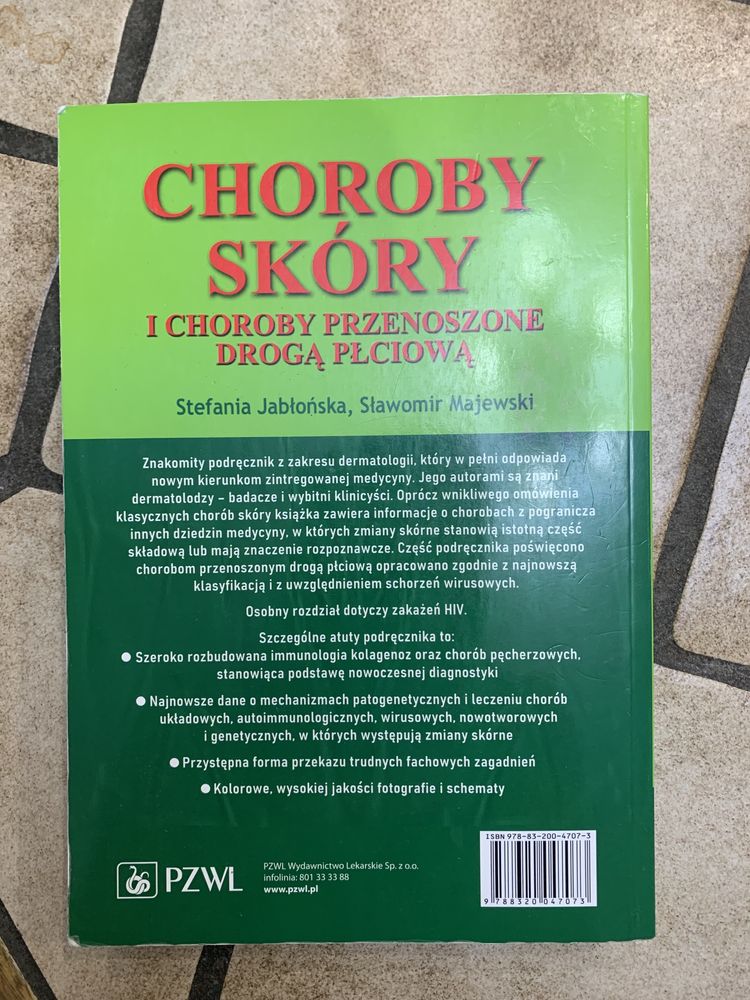 CHOROBY
SKÓRY
I CHOROBY PRZENOSZONE
DROGĄ PŁCIOWĄ
Stefania Jabłońska, Sławomir Majewski
Znakomity podręcznik z zakresu dermatologii, który w pełni odpowiada
nowym kierunkom zintegrowanej medycyny. Jego autorami są znani
dermatolodzy – badacze i wybitni klinicyści. Oprócz wnikliwego omówienia
klasycznych chorób skóry książka zawiera informacje o chorobach z pogranicza
innych dziedzin medycyny, w których zmiany skórne stanowią istotną część
składową lub mają znaczenie rozpoznawcze. Część podręcznika poświęcono
chorobom przenoszonym drogą płciową opracowano zgodnie z najnowszą
klasyfikacją i z uwzględnieniem schorzeń wirusowych.
Osobny rozdział dotyczy zakażeń HIV.
Szczególne atuty podręcznika to:
● Szeroko rozbudowana immunologia kolagenoz oraz chorób pęcherzowych,
stanowiąca podstawę nowoczesnej diagnostyki
● Najnowsze dane o mechanizmach patogenetycznych i leczeniu chorób
układowych, autoimmunologicznych, wirusowych, nowotworowych
i genetycznych, w których występują zmiany skórne
● Przystępna forma przekazu trudnych fachowych zagadnień
● Kolorowe, wysokiej jakości fotografie i schematy
ISBN 978-83-200-4707-3
9 788320 047073
PZWL
PZWL Wydawnictwo Lekarskie Sp. z o.o.
infolinia: 801 33 33 88
www.pzwl.pl